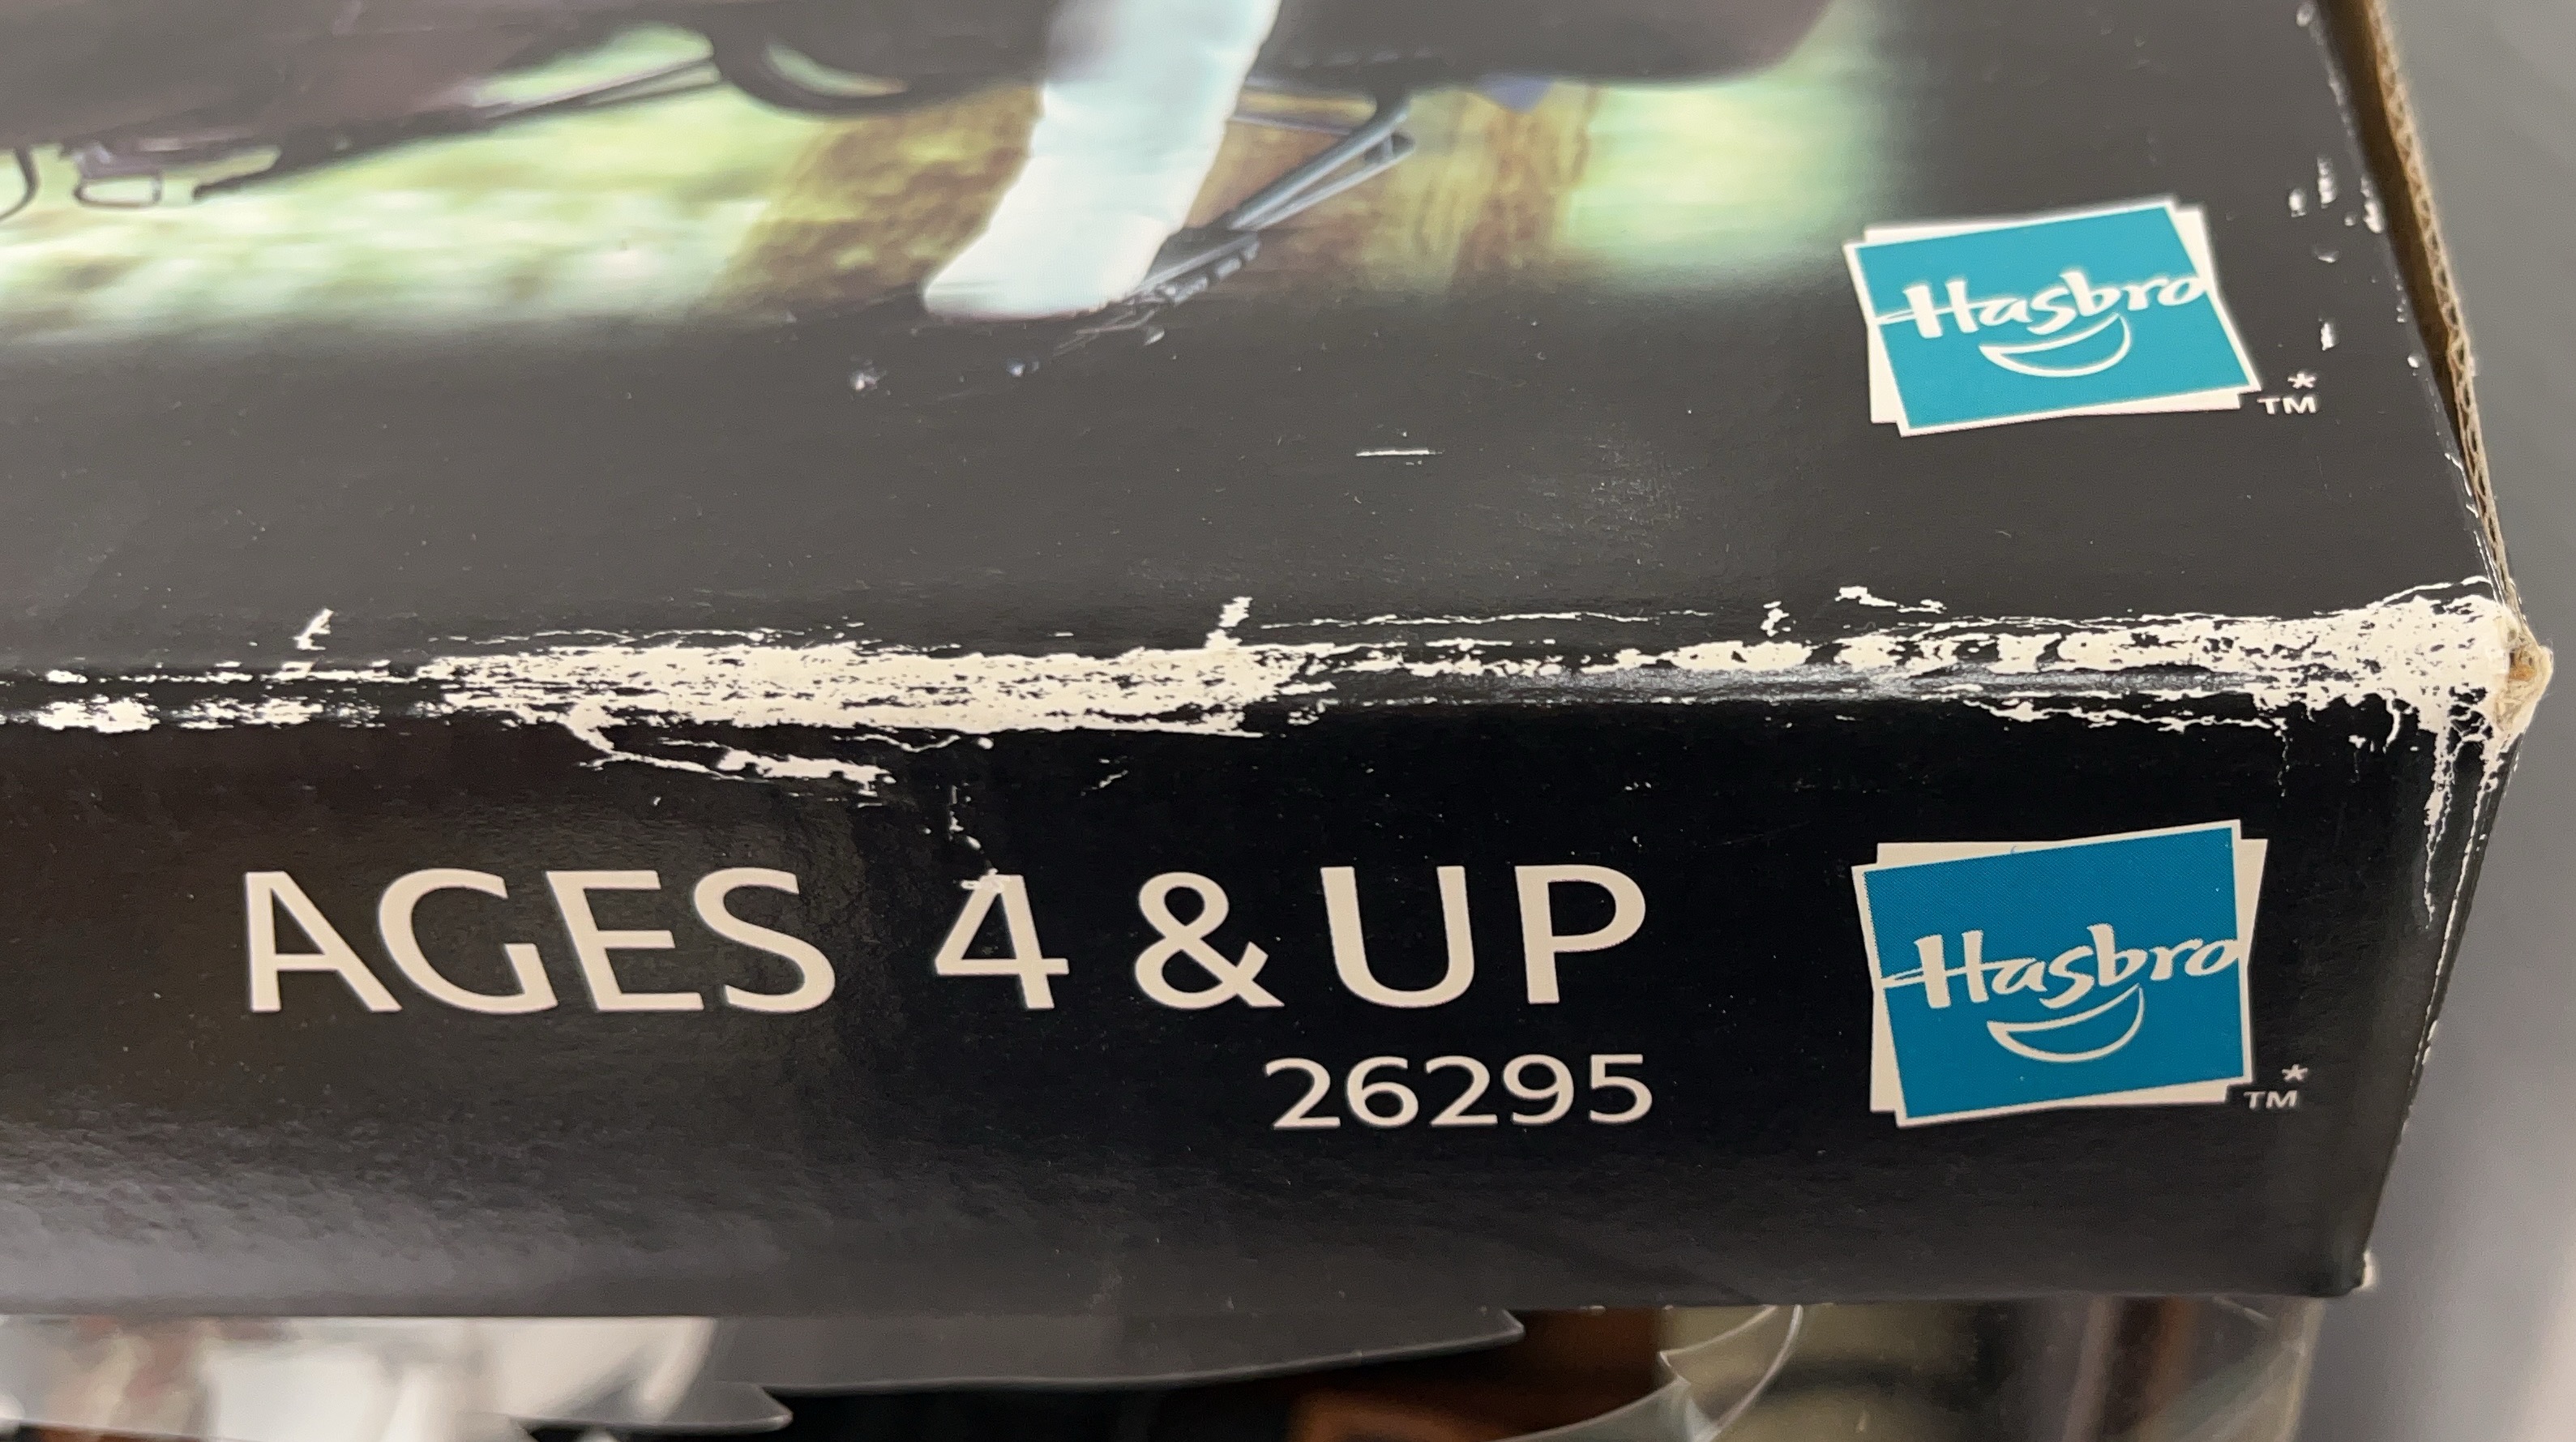 Hasbro
TM*
AGES 4 & UP
26295
Hasbro
TM*